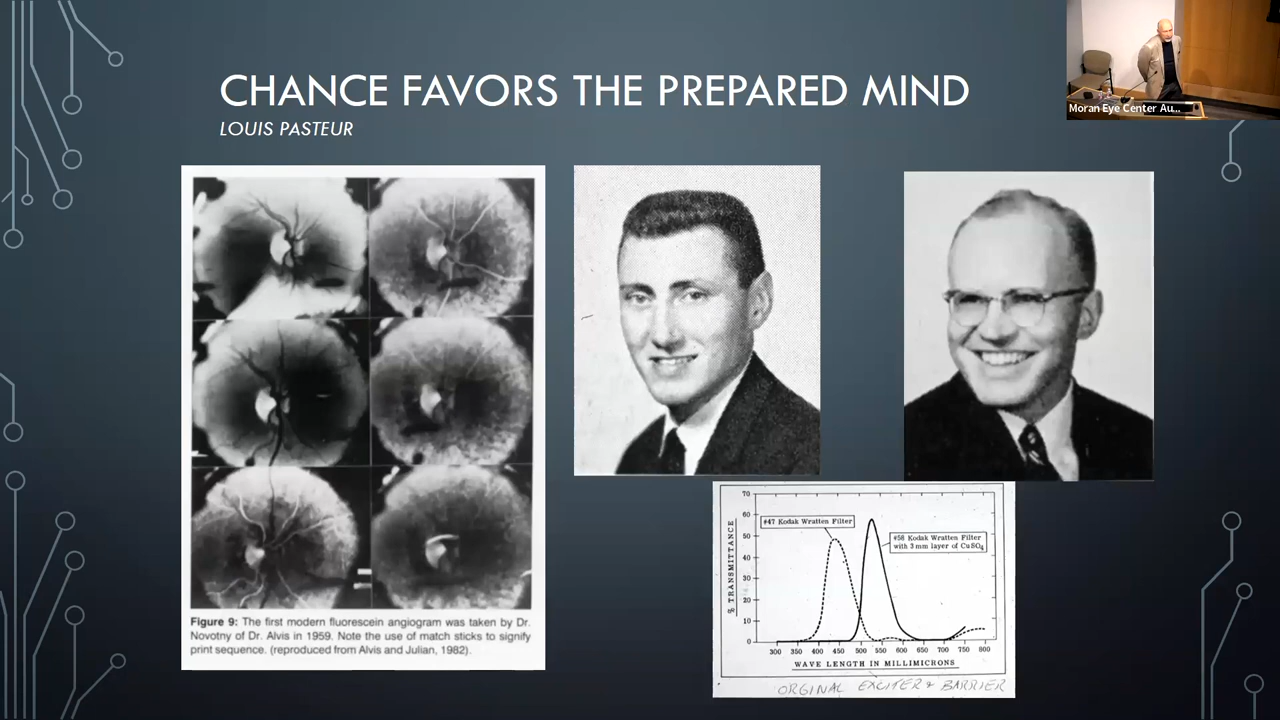 CHANCE FAVORS THE PREPARED MIND
LOUIS PASTEUR
Moran Eye Center Au...
Figure 9: The first modern fluorescein angiogram was taken by Dr.
Novotny of Dr. Alvis in 1959. Note the use of match sticks to signify
print sequence. (reproduced from Alvis and Julian, 1982).
% TRANSMITTANCE
70
60
50
40
30
20
10
0
#47 Kodak Wratten Filter
#58 Kodak Wratten Filter
with 3mm layer of CuSO4
300 350 400 450 500 550 600 650 700 750 800
WAVE LENGTH IN MILLIMICRONS
ORGINAL EXCITER & BARRIER